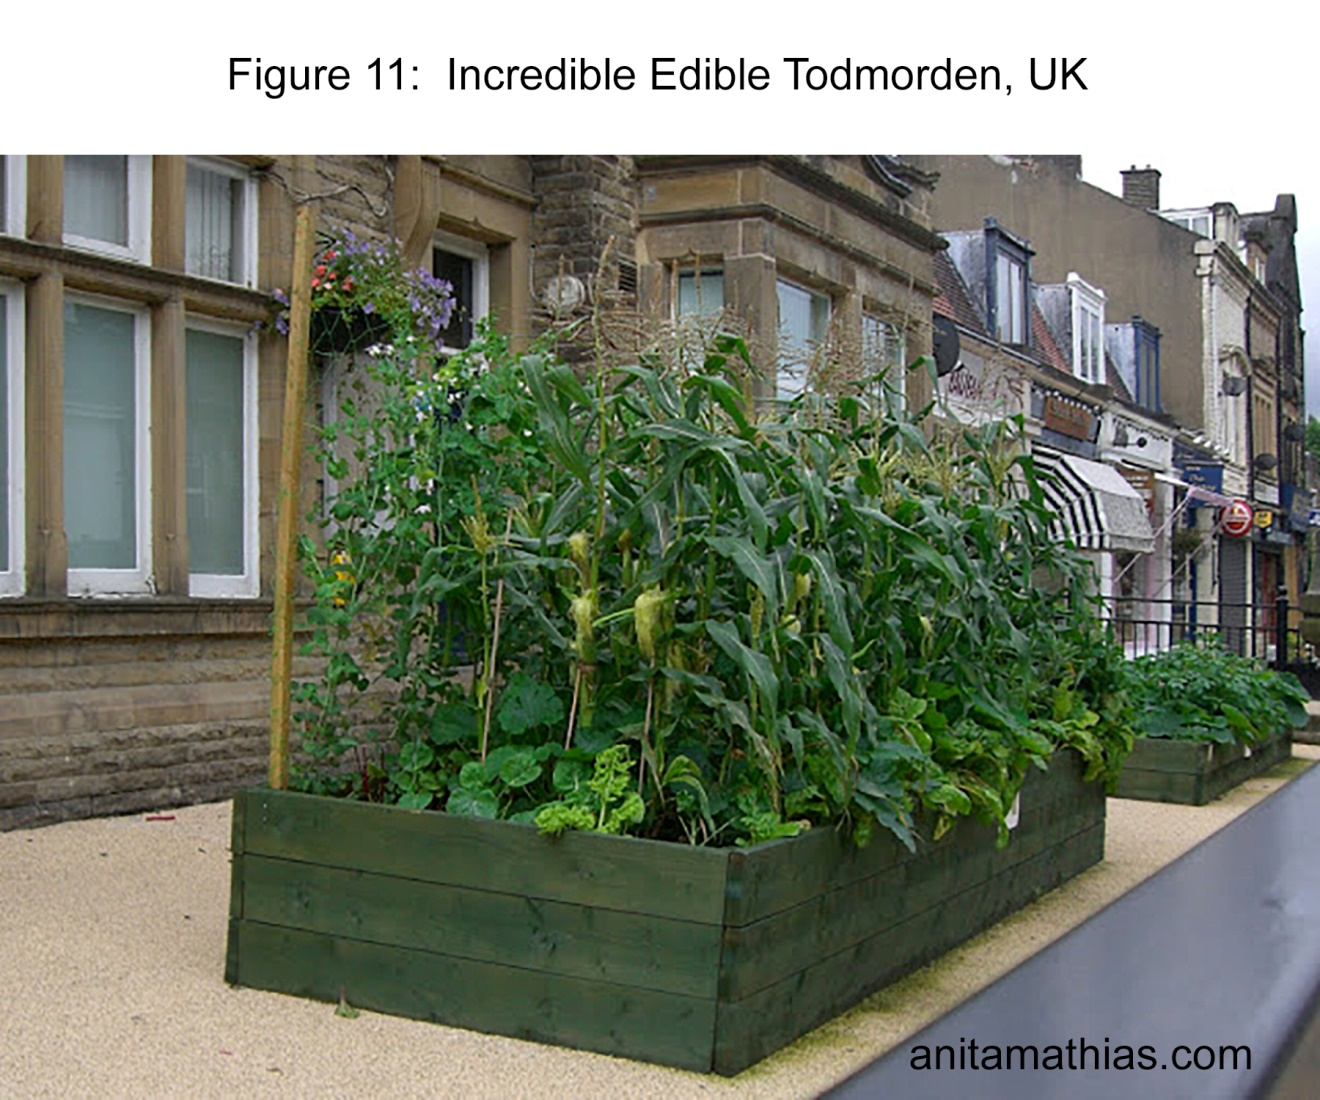 Figure 11:  Incredible Edible Todmorden, UK
anitamathias.com